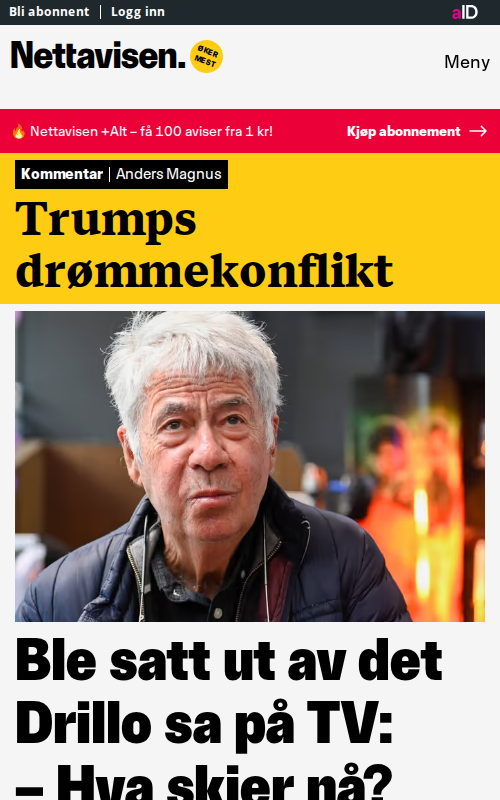 Bli abonnent | Logg inn aID
Nettavisen. ØKER MEST
Meny
🔥 Nettavisen +Alt – få 100 aviser fra 1 kr! Kjøp abonnement →
Kommentar | Anders Magnus
Trumps
drømmekonflikt
Ble satt ut av det
Drillo sa på TV:
– Hva skjer nå?